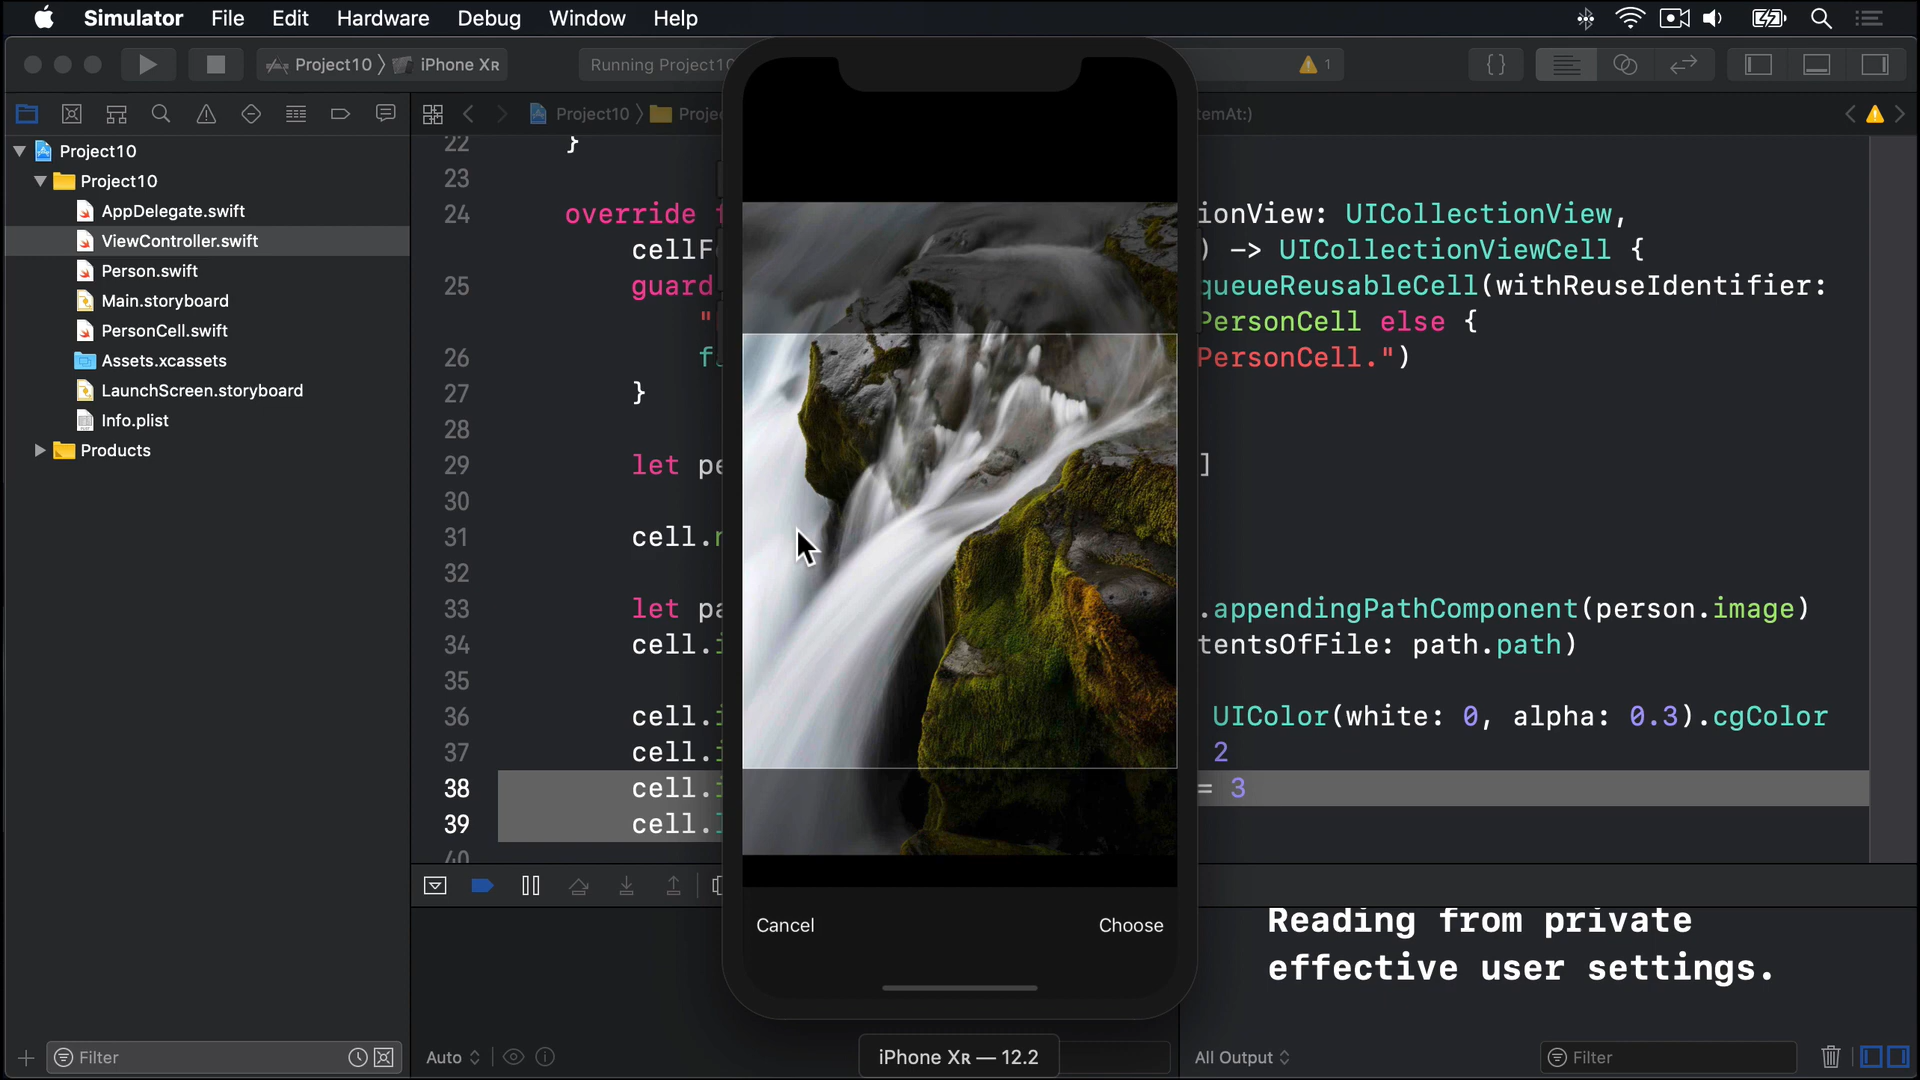 Simulator File Edit Hardware Debug Window Help
Project10 iPhone XR Running Project10 1
Project10
temAt:)
Project10
Project10
AppDelegate.swift
ViewController.swift
Person.swift
Main.storyboard
PersonCell.swift
Assets.xcassets
LaunchScreen.storyboard
Info.plist
Products
22 }
23
24 override ionView: UICollectionView,
cellF ) -> UICollectionViewCell {
25 guard queueReusableCell(withReuseIdentifier:
" PersonCell else {
26 f PersonCell.")
27 }
28
29 let pe ]
30
31 cell.
32
33 let pa .appendingPathComponent(person.image)
34 cell. tentsOfFile: path.path)
35
36 cell. UIColor(white: 0, alpha: 0.3).cgColor
37 cell. 2
38 cell. = 3
39 cell.
40
Cancel Choose
Reading from private
effective user settings.
Filter
Auto
iPhone XR — 12.2
All Output
Filter